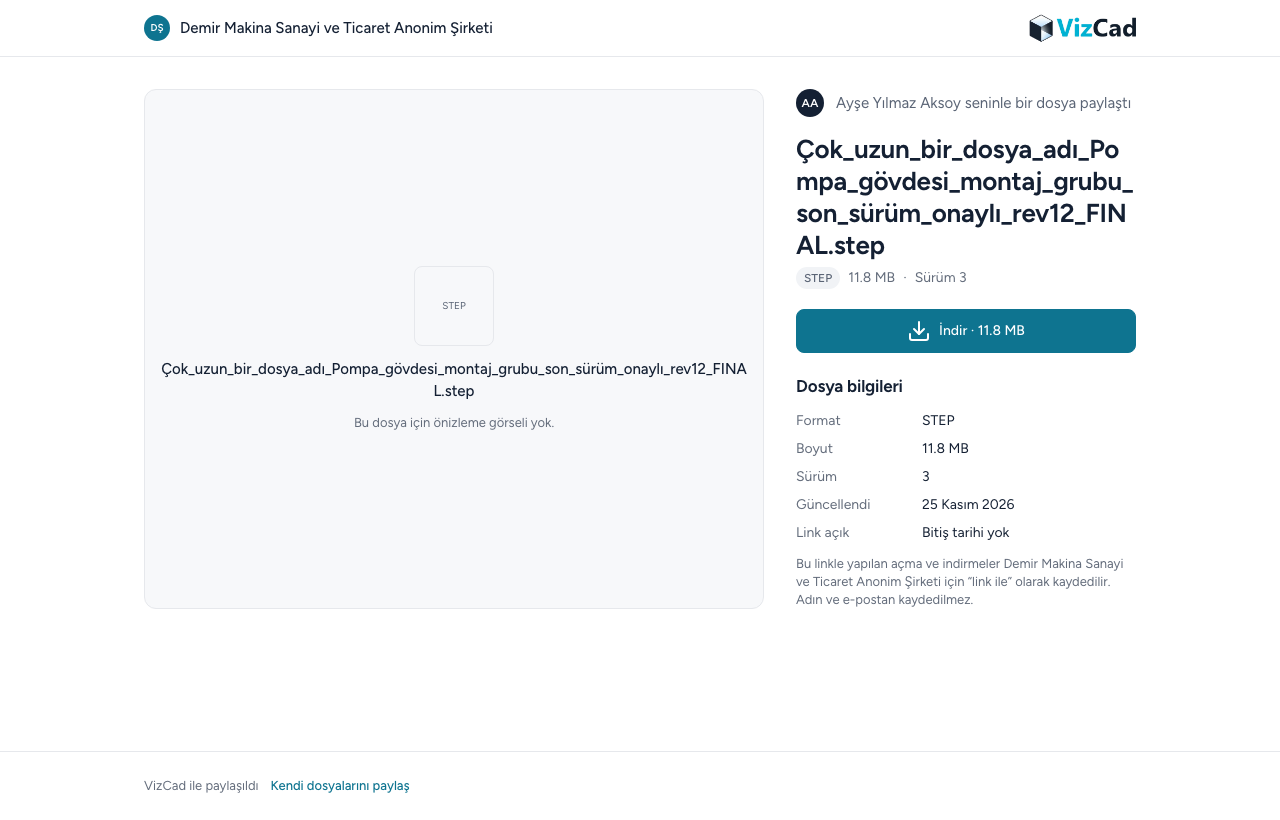 DŞ Demir Makina Sanayi ve Ticaret Anonim Şirketi
VizCad
STEP
Çok_uzun_bir_dosya_adı_Pompa_gövdesi_montaj_grubu_son_sürüm_onaylı_rev12_FINA
L.step
Bu dosya için önizleme görseli yok.
AA Ayşe Yılmaz Aksoy seninle bir dosya paylaştı
Çok_uzun_bir_dosya_adı_Po
mpa_gövdesi_montaj_grubu_
son_sürüm_onaylı_rev12_FIN
AL.step
STEP 11.8 MB · Sürüm 3
İndir · 11.8 MB
Dosya bilgileri
Format STEP
Boyut 11.8 MB
Sürüm 3
Güncellendi 25 Kasım 2026
Link açık Bitiş tarihi yok
Bu linkle yapılan açma ve indirmeler Demir Makina Sanayi
ve Ticaret Anonim Şirketi için “link ile” olarak kaydedilir.
Adın ve e-postan kaydedilmez.
VizCad ile paylaşıldı Kendi dosyalarını paylaş